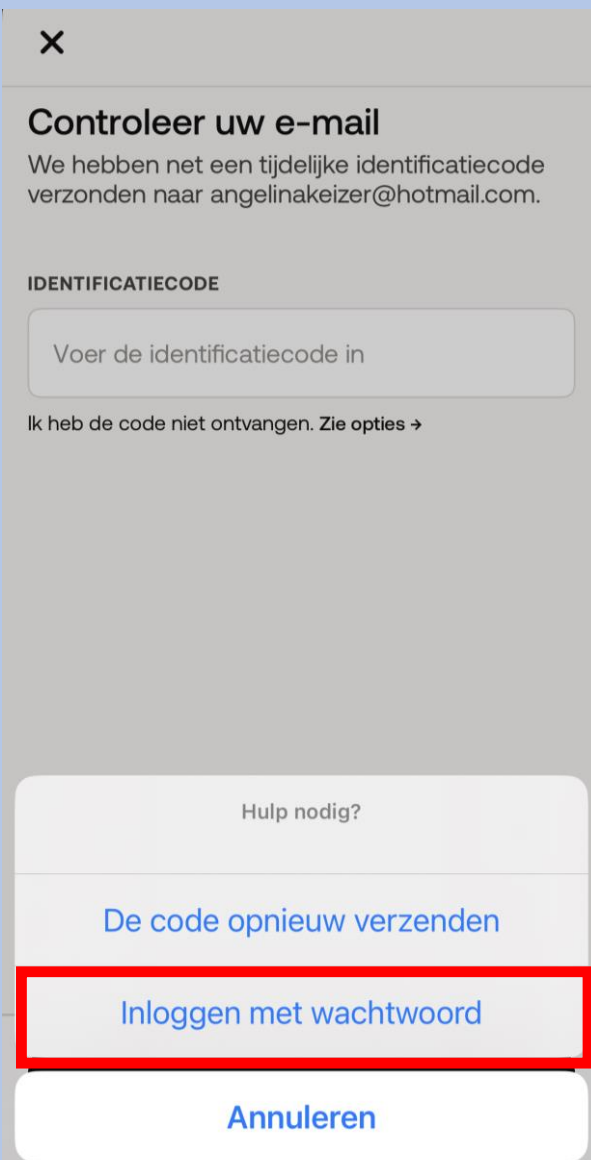 Controleer uw e-mail
We hebben net een tijdelijke identificatiecode
verzonden naar angelinakeizer@hotmail.com.
IDENTIFICATIECODE
Voer de identificatiecode in
Ik heb de code niet ontvangen. Zie opties →
Hulp nodig?
De code opnieuw verzenden
Inloggen met wachtwoord
Annuleren